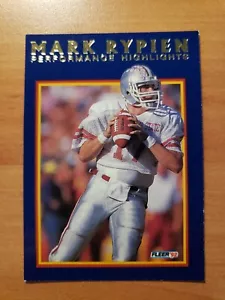 MARK RYPIEN
PERFORMANCE HIGHLIGHTS
FLEER '92